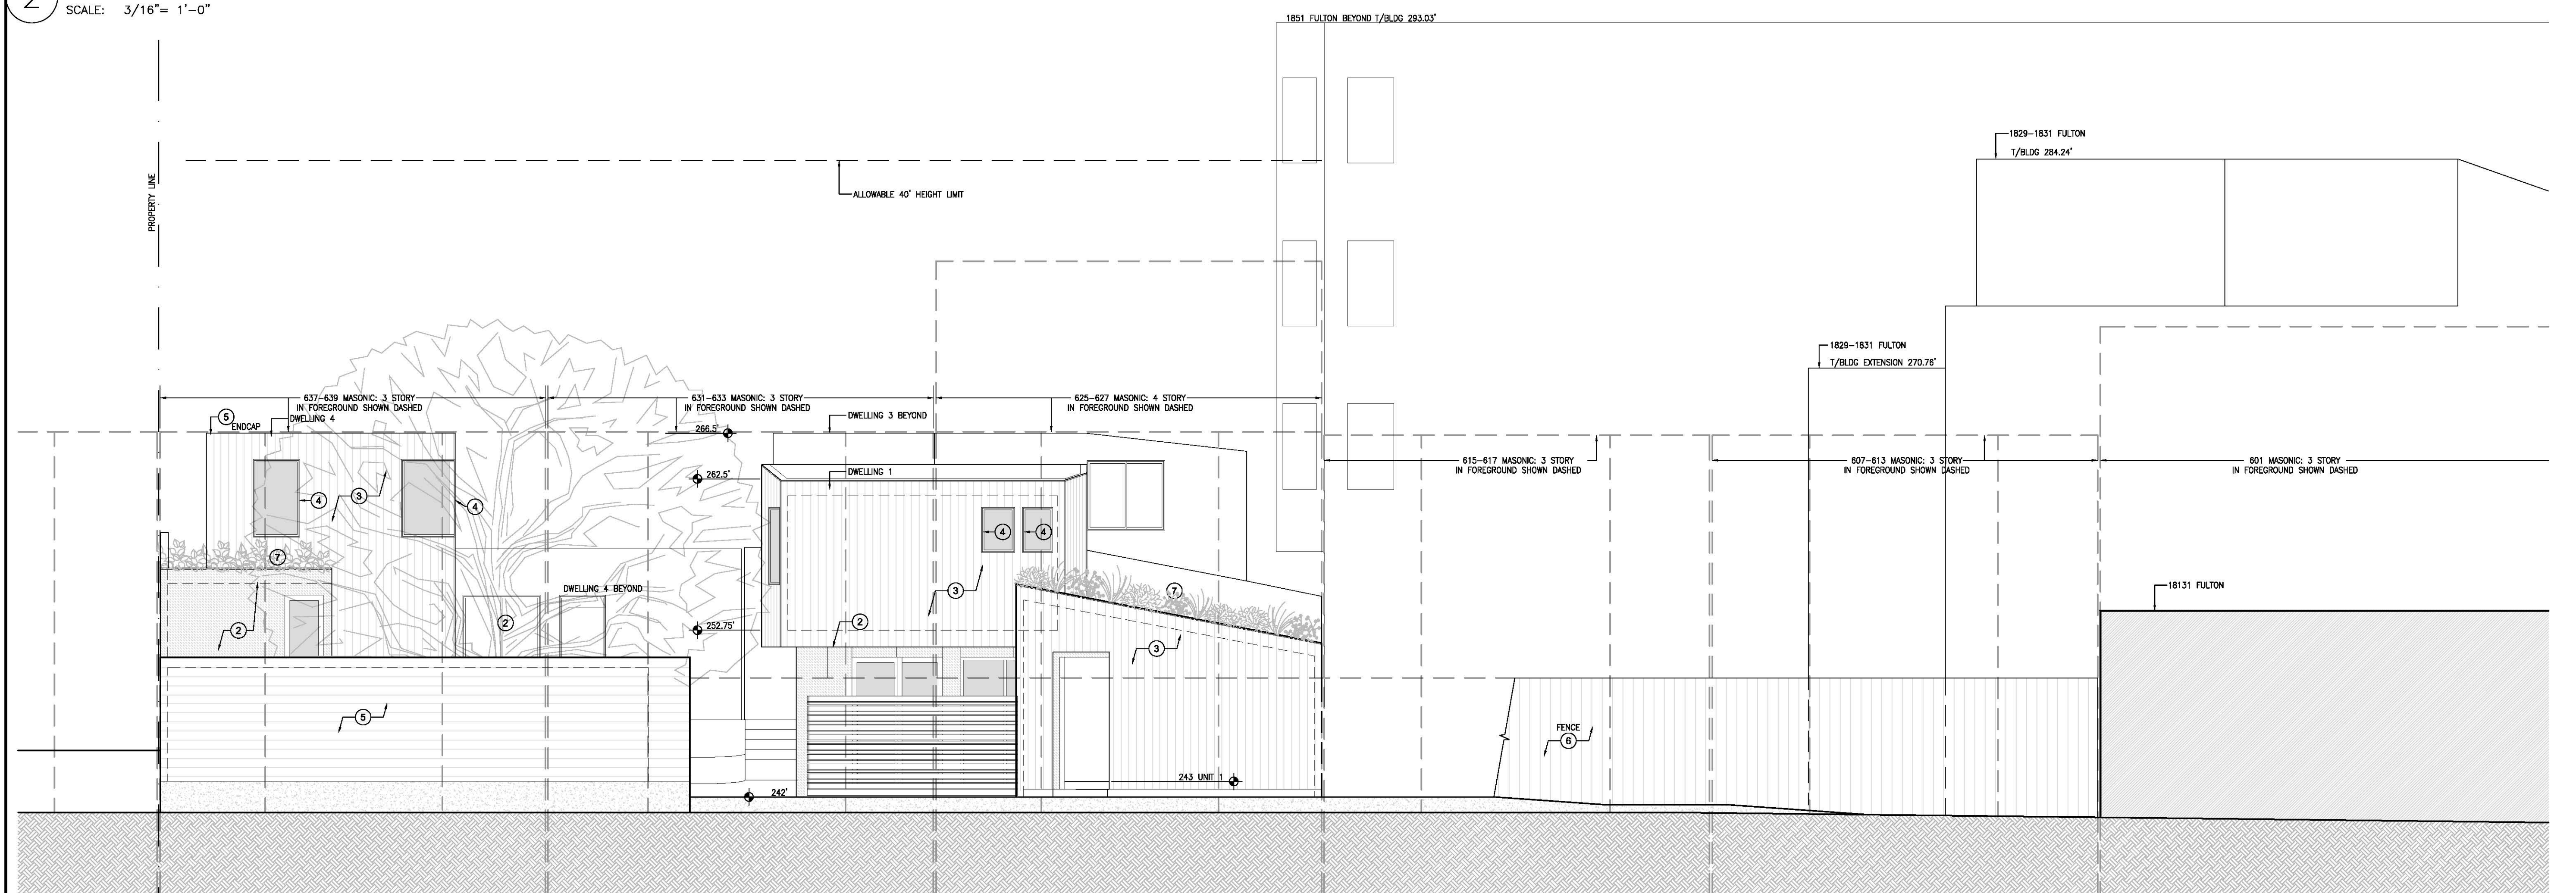 2
SCALE: 3/16"= 1'-0"
1851 FULTON BEYOND T/BLDG 293.03'
PROPERTY LINE
ALLOWABLE 40' HEIGHT LIMIT
1829-1831 FULTON
T/BLDG 284.24'
1829-1831 FULTON
T/BLDG EXTENSION 270.76'
637-639 MASONIC: 3 STORY
IN FOREGROUND SHOWN DASHED
631-633 MASONIC: 3 STORY
IN FOREGROUND SHOWN DASHED
625-627 MASONIC: 4 STORY
IN FOREGROUND SHOWN DASHED
5
ENDCAP
DWELLING 4
DWELLING 3 BEYOND
266.5'
615-617 MASONIC: 3 STORY
IN FOREGROUND SHOWN DASHED
607-613 MASONIC: 3 STORY
IN FOREGROUND SHOWN DASHED
601 MASONIC: 3 STORY
IN FOREGROUND SHOWN DASHED
262.5'
DWELLING 1
4
3
4
4
4
7
DWELLING 4 BEYOND
3
7
18131 FULTON
2
2
252.75'
2
3
5
FENCE
6
243 UNIT 1
242'